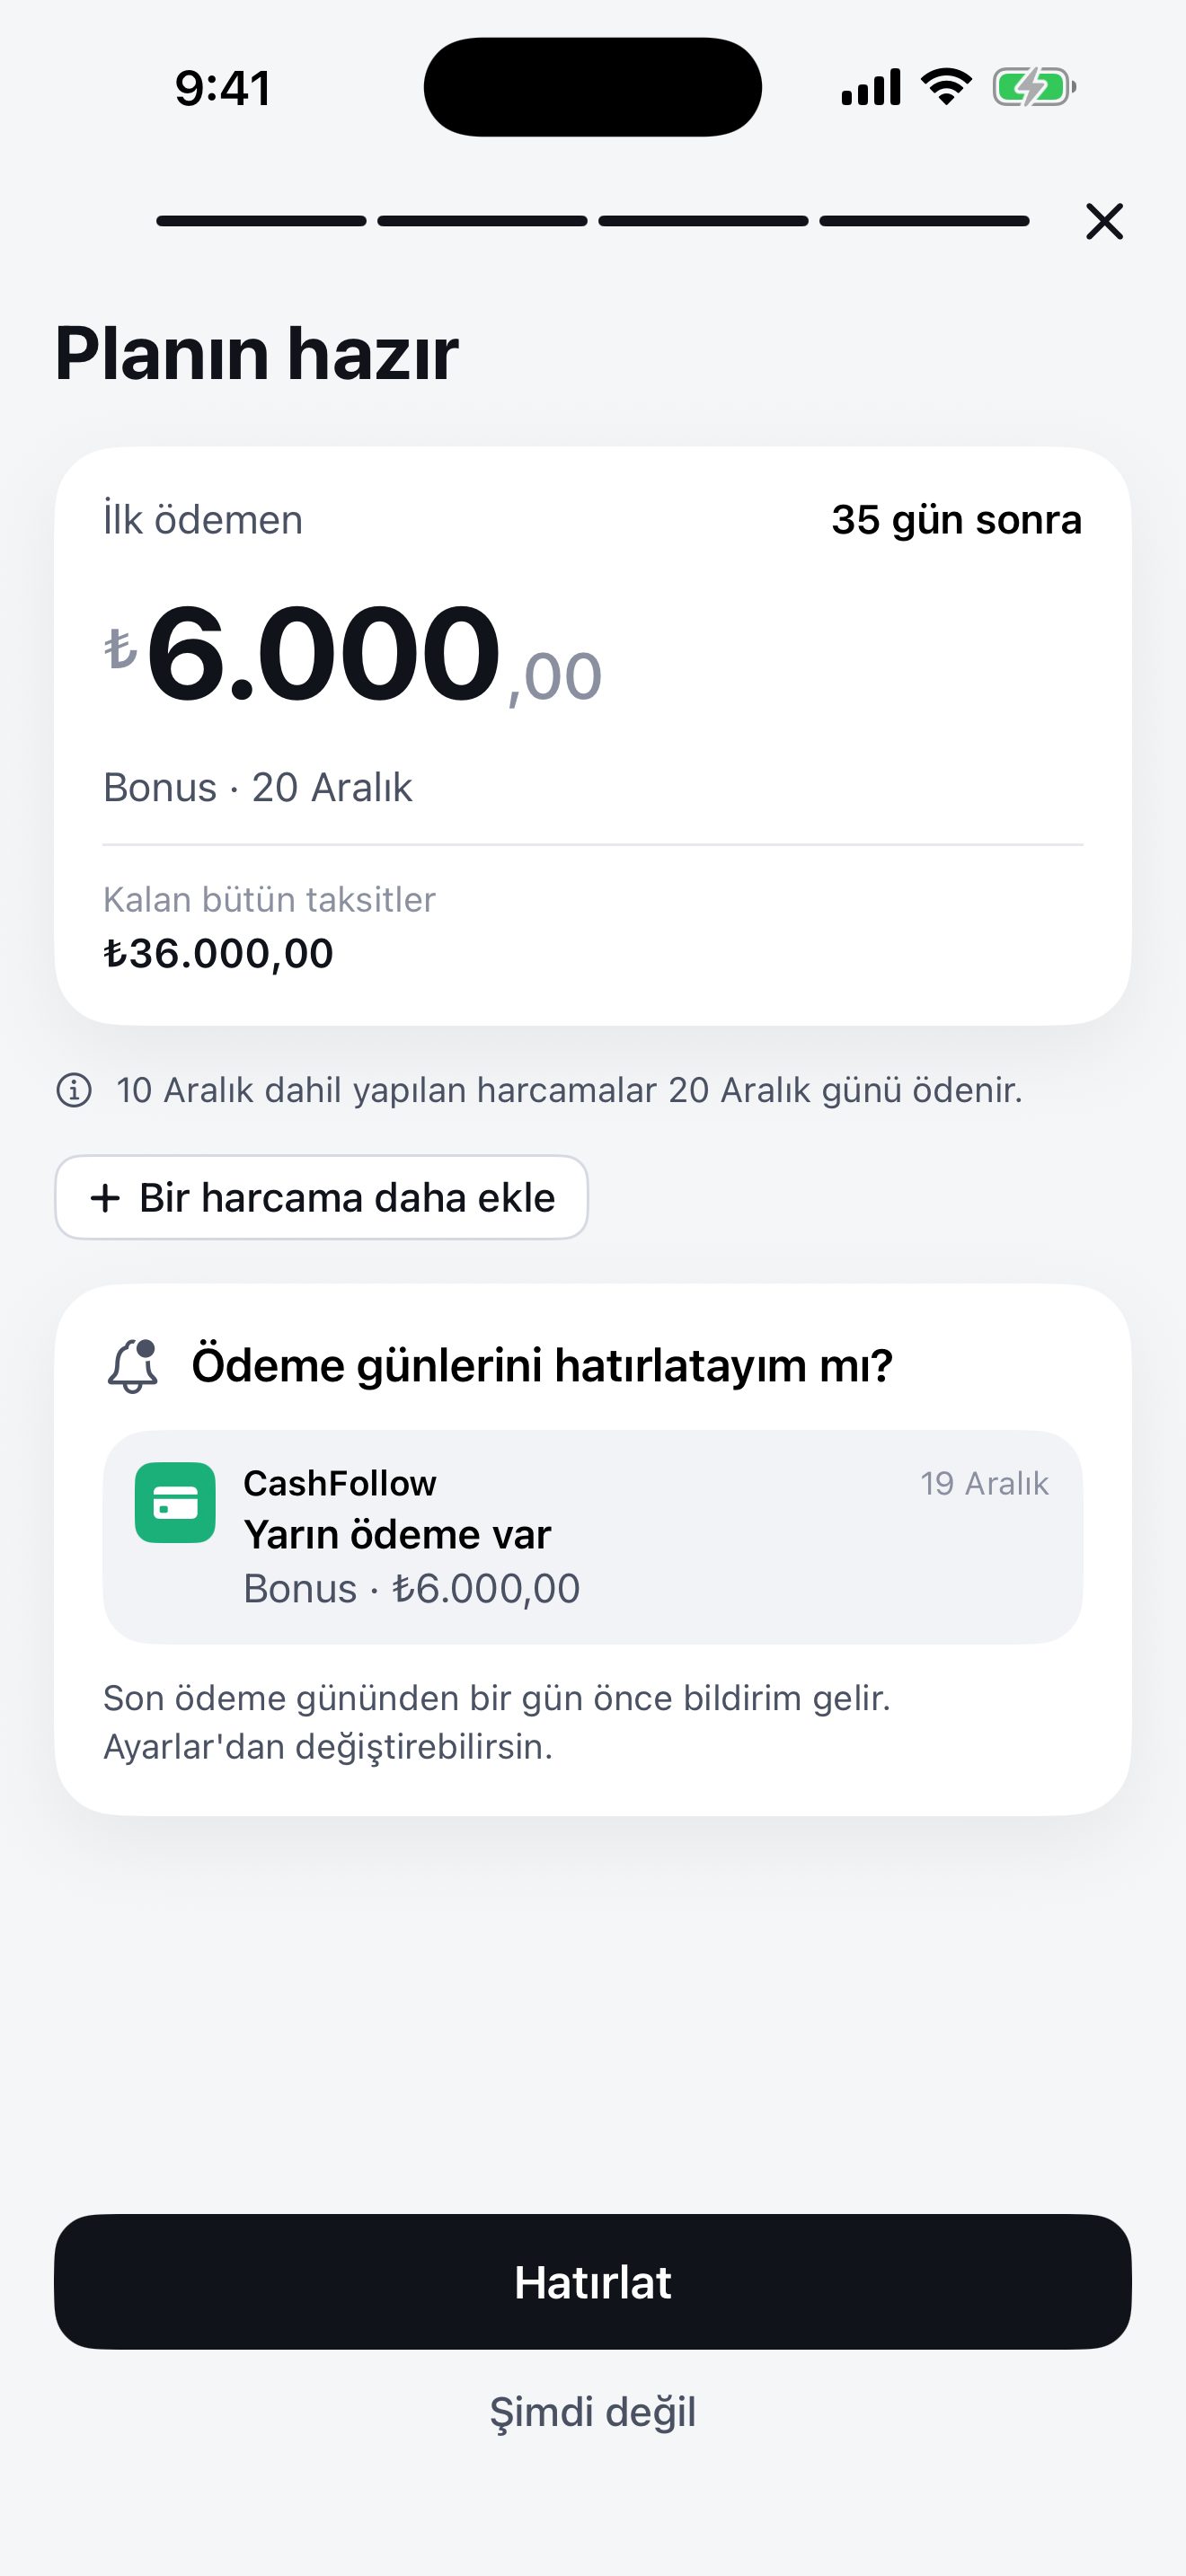 9:41
Planın hazır
İlk ödemen 35 gün sonra
₺6.000,00
Bonus · 20 Aralık
Kalan bütün taksitler
₺36.000,00
10 Aralık dahil yapılan harcamalar 20 Aralık günü ödenir.
+ Bir harcama daha ekle
Ödeme günlerini hatırlatayım mı?
CashFollow 19 Aralık
Yarın ödeme var
Bonus · ₺6.000,00
Son ödeme gününden bir gün önce bildirim gelir.
Ayarlar'dan değiştirebilirsin.
Hatırlat
Şimdi değil